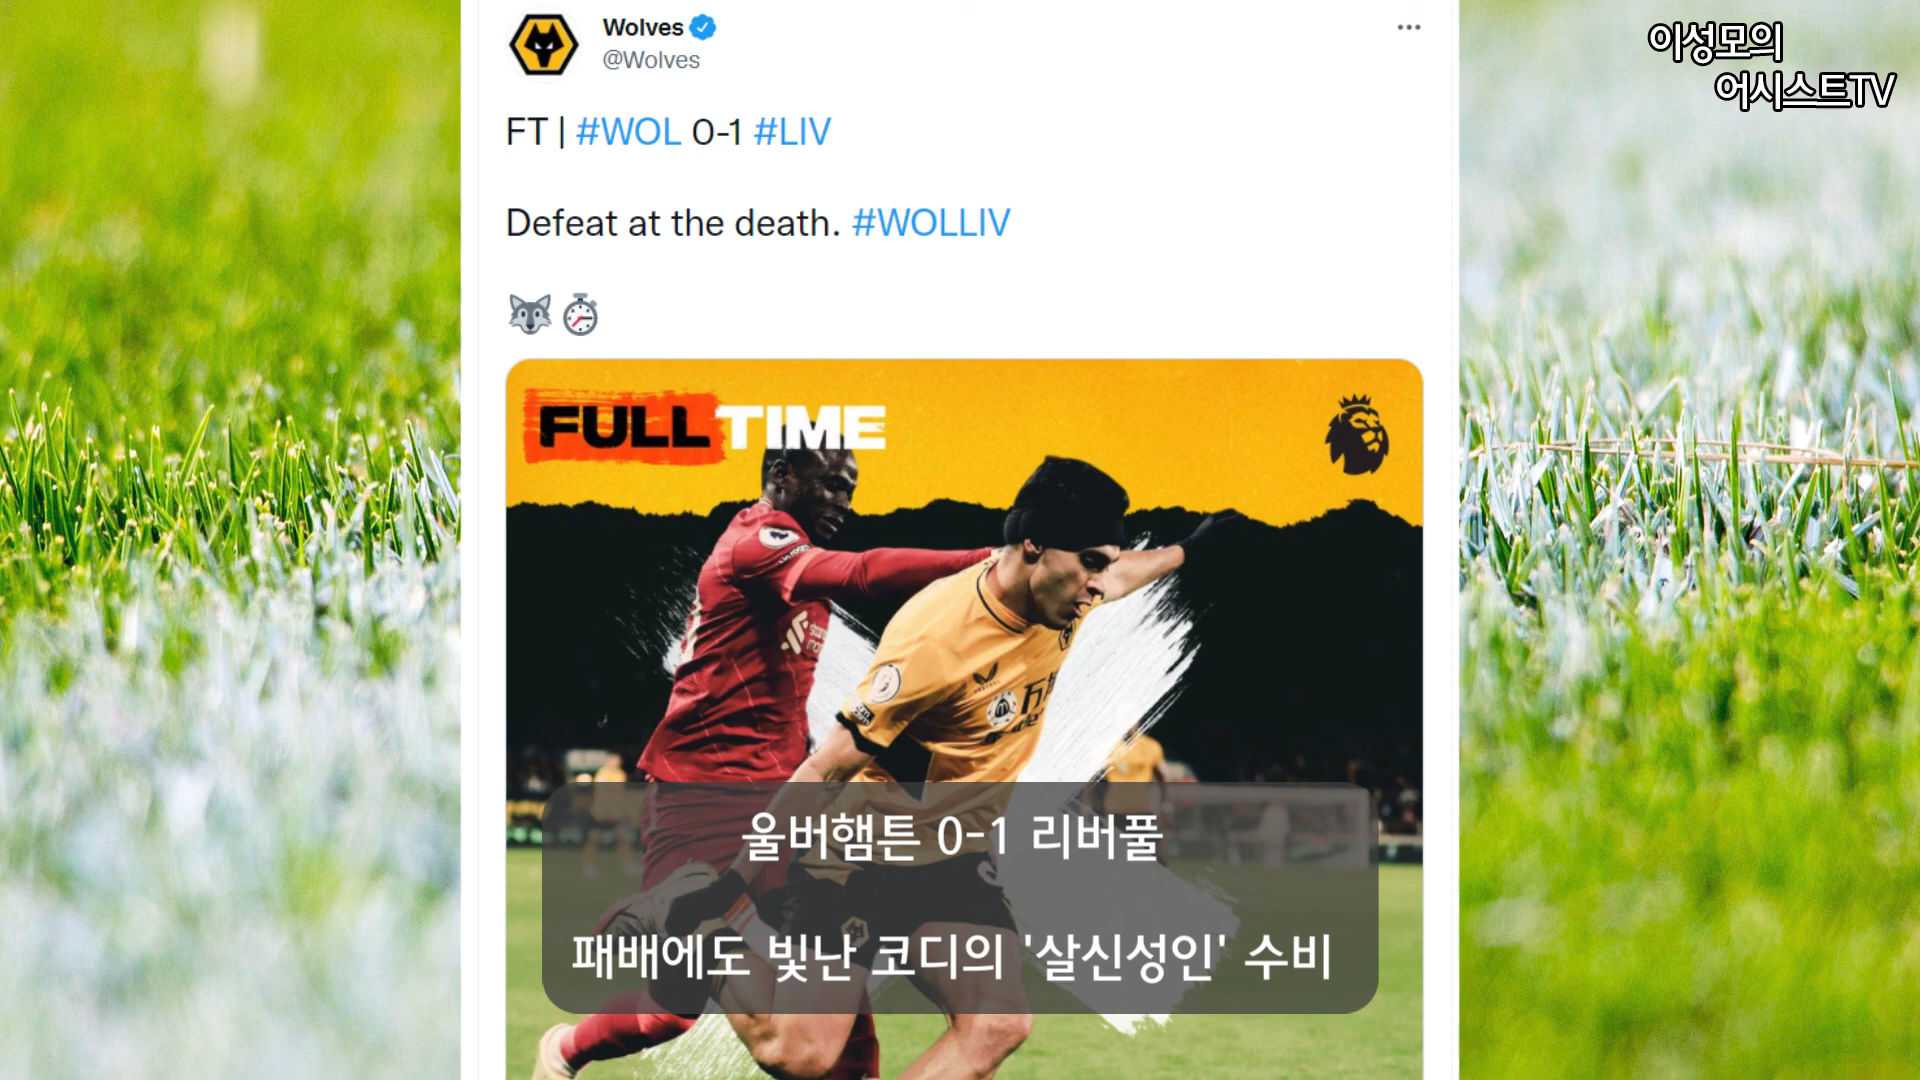 Wolves
@Wolves
이성모의
어시스트TV
FT | #WOL 0-1 #LIV
Defeat at the death. #WOLLIV
FULL TIME
울버햄튼 0-1 리버풀
패배에도 빛난 코디의 '살신성인' 수비